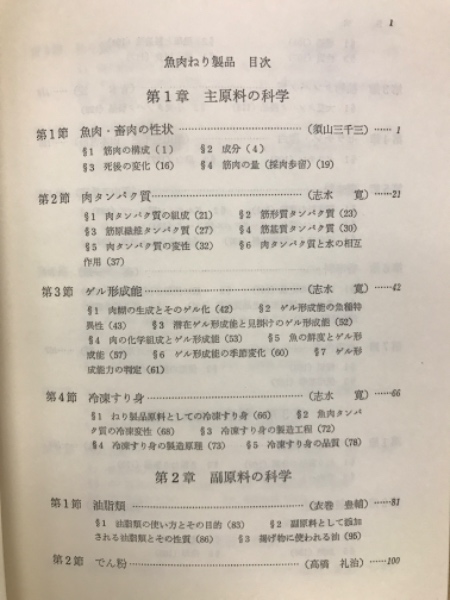 1
魚肉ねり製品 目次
第1章 主原料の科学
第1節 魚肉・畜肉の性状 …………………………(須山三千三)…… 1
§1 筋肉の構成(1) §2 成分(4)
§3 死後の変化(16) §4 筋肉の量(採肉歩留)(19)
第2節 肉タンパク質…………………………(志水 寛)……21
§1 肉タンパク質の組成(21) §2 筋形質タンパク質(23)
§3 筋原繊維タンパク質(27) §4 筋基質タンパク質(30)
§5 肉タンパク質の変性(32) §6 肉タンパク質と水の相互
作用(37)
第3節 ゲル形成能…………………………(志水 寛)……42
§1 肉糊の生成とそのゲル化(42) §2 ゲル形成能の魚種特
異性(43) §3 潜在ゲル形成能と見掛けのゲル形成能(52)
§4 肉の化学組成とゲル形成能(53) §5 魚の鮮度とゲル形
成能(57) §6 ゲル形成能の季節変化(60) §7 ゲル形
成能力の判定(61)
第4節 冷凍すり身…………………………(志水 寛)……66
§1 ねり製品原料としての冷凍すり身(66) §2 魚肉タンパ
ク質の冷凍変性(68) §3 冷凍すり身の製造工程(72)
§4 冷凍すり身の製造原理(73) §5 冷凍すり身の品質(78)
第2章 副原料の科学
第1節 油脂類 …………………………(衣巻 豊輔)……81
§1 油脂類の使い方とその目的(83) §2 副原料として添加
される油脂類とその性質(86) §3 揚げ物に使われる油(95)
第2節 でん粉…………………………(高橋 礼治)……100